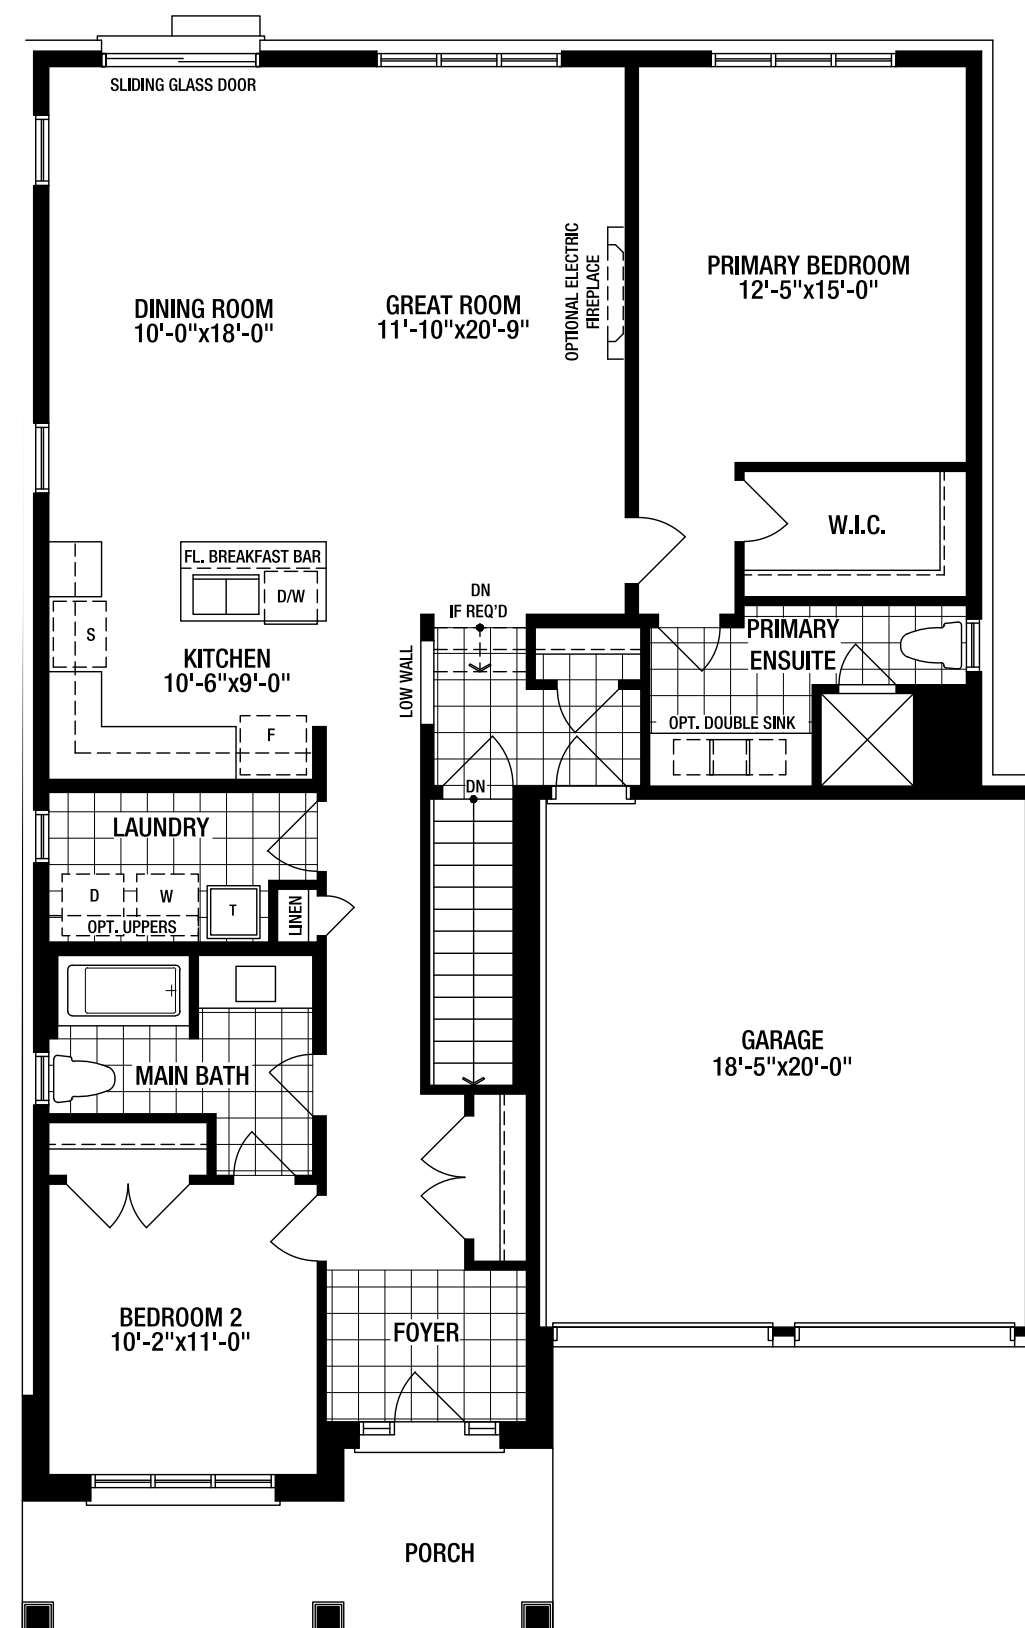 SLIDING GLASS DOOR
DINING ROOM
10'-0"x18'-0"
GREAT ROOM
11'-10"x20'-9"
OPTIONAL ELECTRIC
FIREPLACE
PRIMARY BEDROOM
12'-5"x15'-0"
W.I.C.
FL. BREAKFAST BAR
D/W
S
KITCHEN
10'-6"x9'-0"
F
DN
IF REQ'D
LOW WALL
PRIMARY
ENSUITE
OPT. DOUBLE SINK
DN
LAUNDRY
D
W
OPT. UPPERS
T
LINEN
MAIN BATH
GARAGE
18'-5"x20'-0"
BEDROOM 2
10'-2"x11'-0"
FOYER
PORCH